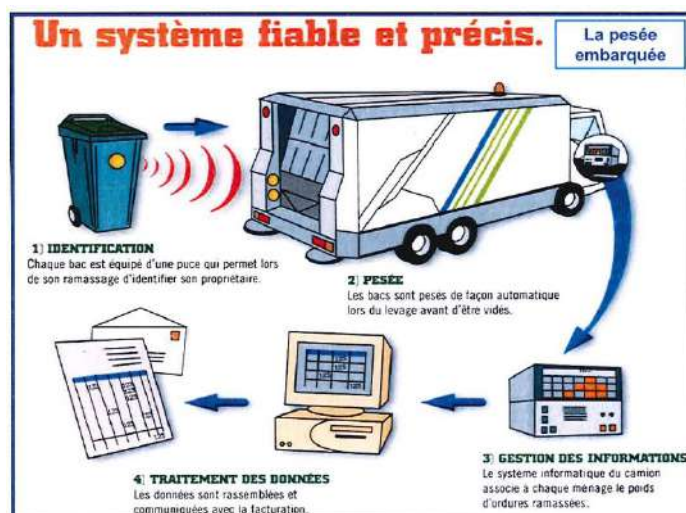 Un système fiable et précis.
La pesée
embarquée
1) IDENTIFICATION
Chaque bac est équipé d'une puce qui permet lors
de son ramassage d'identifier son propriétaire.
2) PESÉE
Les bacs sont pesés de façon automatique
lors du levage avant d'être vidés.
3) GESTION DES INFORMATIONS
Le système informatique du camion
associe à chaque ménage le poids
d'ordures ramassées.
4) TRAITEMENT DES DONNÉES
Les données sont rassemblées et
communiquées avec la facturation.